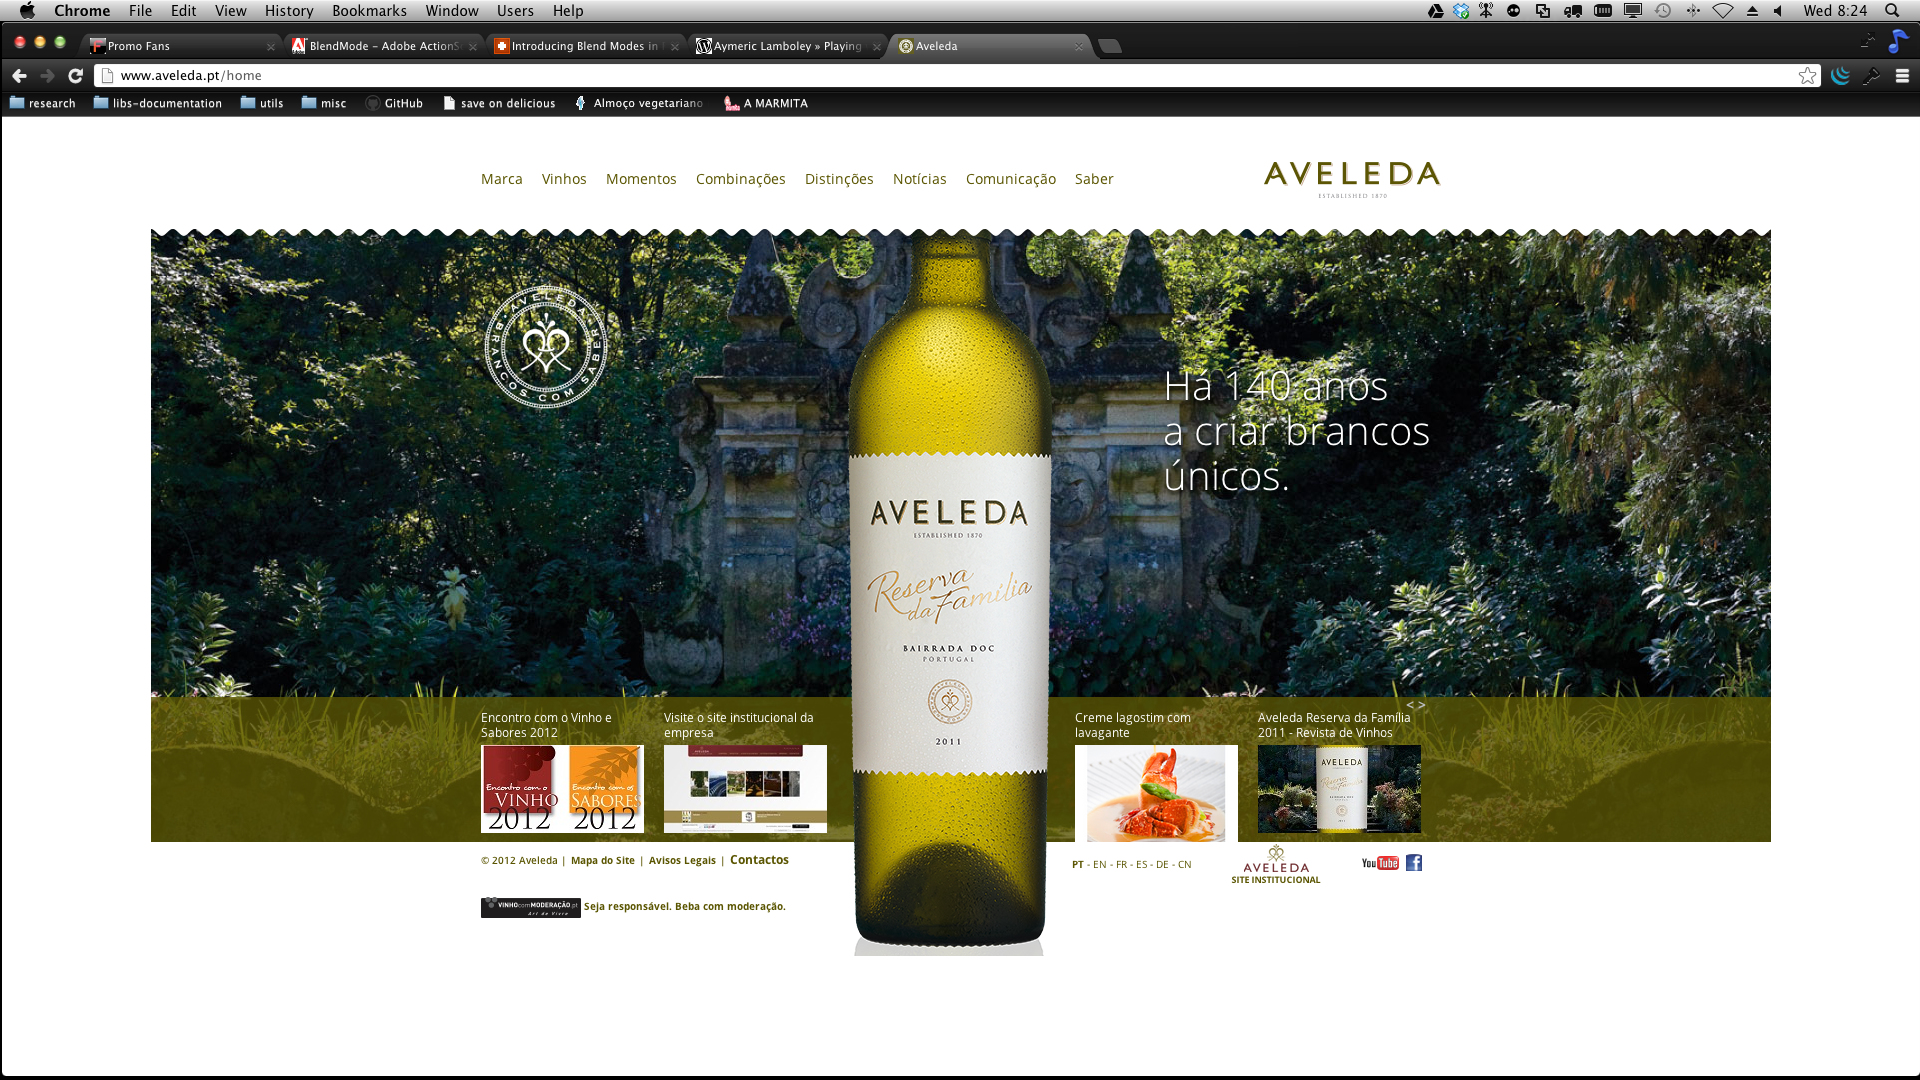 Chrome File Edit View History Bookmarks Window Users Help Wed 8:24
Promo Fans BlendMode – Adobe ActionS Introducing Blend Modes in Aymeric Lamboley » Playing Aveleda
www.aveleda.pt/home
research libs-documentation utils misc GitHub save on delicious Almoço vegetariano A MARMITA
Marca Vinhos Momentos Combinações Distinções Notícias Comunicação Saber
AVELEDA
ESTABLISHED 1870
AVELEDA
BRANCOS COM SABER
Há 140 anos
a criar brancos
únicos.
AVELEDA
ESTABLISHED 1870
Reserva
da Família
BAIRRADA DOC
PORTUGAL
2011
Encontro com o Vinho e
Sabores 2012
Encontro com o
VINHO
2012
Encontro com os
SABORES
2012
Visite o site institucional da
empresa
Creme lagostim com
lavagante
< >
Aveleda Reserva da Família
2011 - Revista de Vinhos
AVELEDA
© 2012 Aveleda | Mapa do Site | Avisos Legais | Contactos
PT - EN - FR - ES - DE - CN
AVELEDA
SITE INSTITUCIONAL
YouTube
VINHOcomMODERAÇÃO.pt
Art de Vivre
Seja responsável. Beba com moderação.